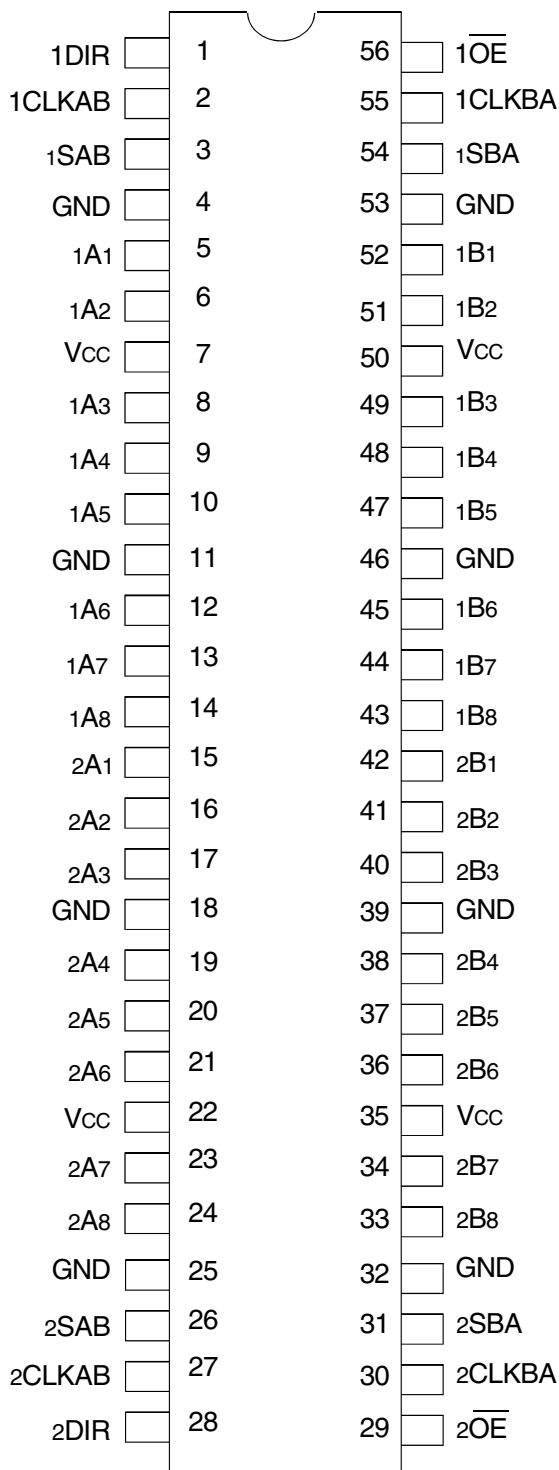 1DIR 1 56 1O̅E̅
1CLKAB 2 55 1CLKBA
1SAB 3 54 1SBA
GND 4 53 GND
1A1 5 52 1B1
1A2 6 51 1B2
VCC 7 50 VCC
1A3 8 49 1B3
1A4 9 48 1B4
1A5 10 47 1B5
GND 11 46 GND
1A6 12 45 1B6
1A7 13 44 1B7
1A8 14 43 1B8
2A1 15 42 2B1
2A2 16 41 2B2
2A3 17 40 2B3
GND 18 39 GND
2A4 19 38 2B4
2A5 20 37 2B5
2A6 21 36 2B6
VCC 22 35 VCC
2A7 23 34 2B7
2A8 24 33 2B8
GND 25 32 GND
2SAB 26 31 2SBA
2CLKAB 27 30 2CLKBA
2DIR 28 29 2O̅E̅